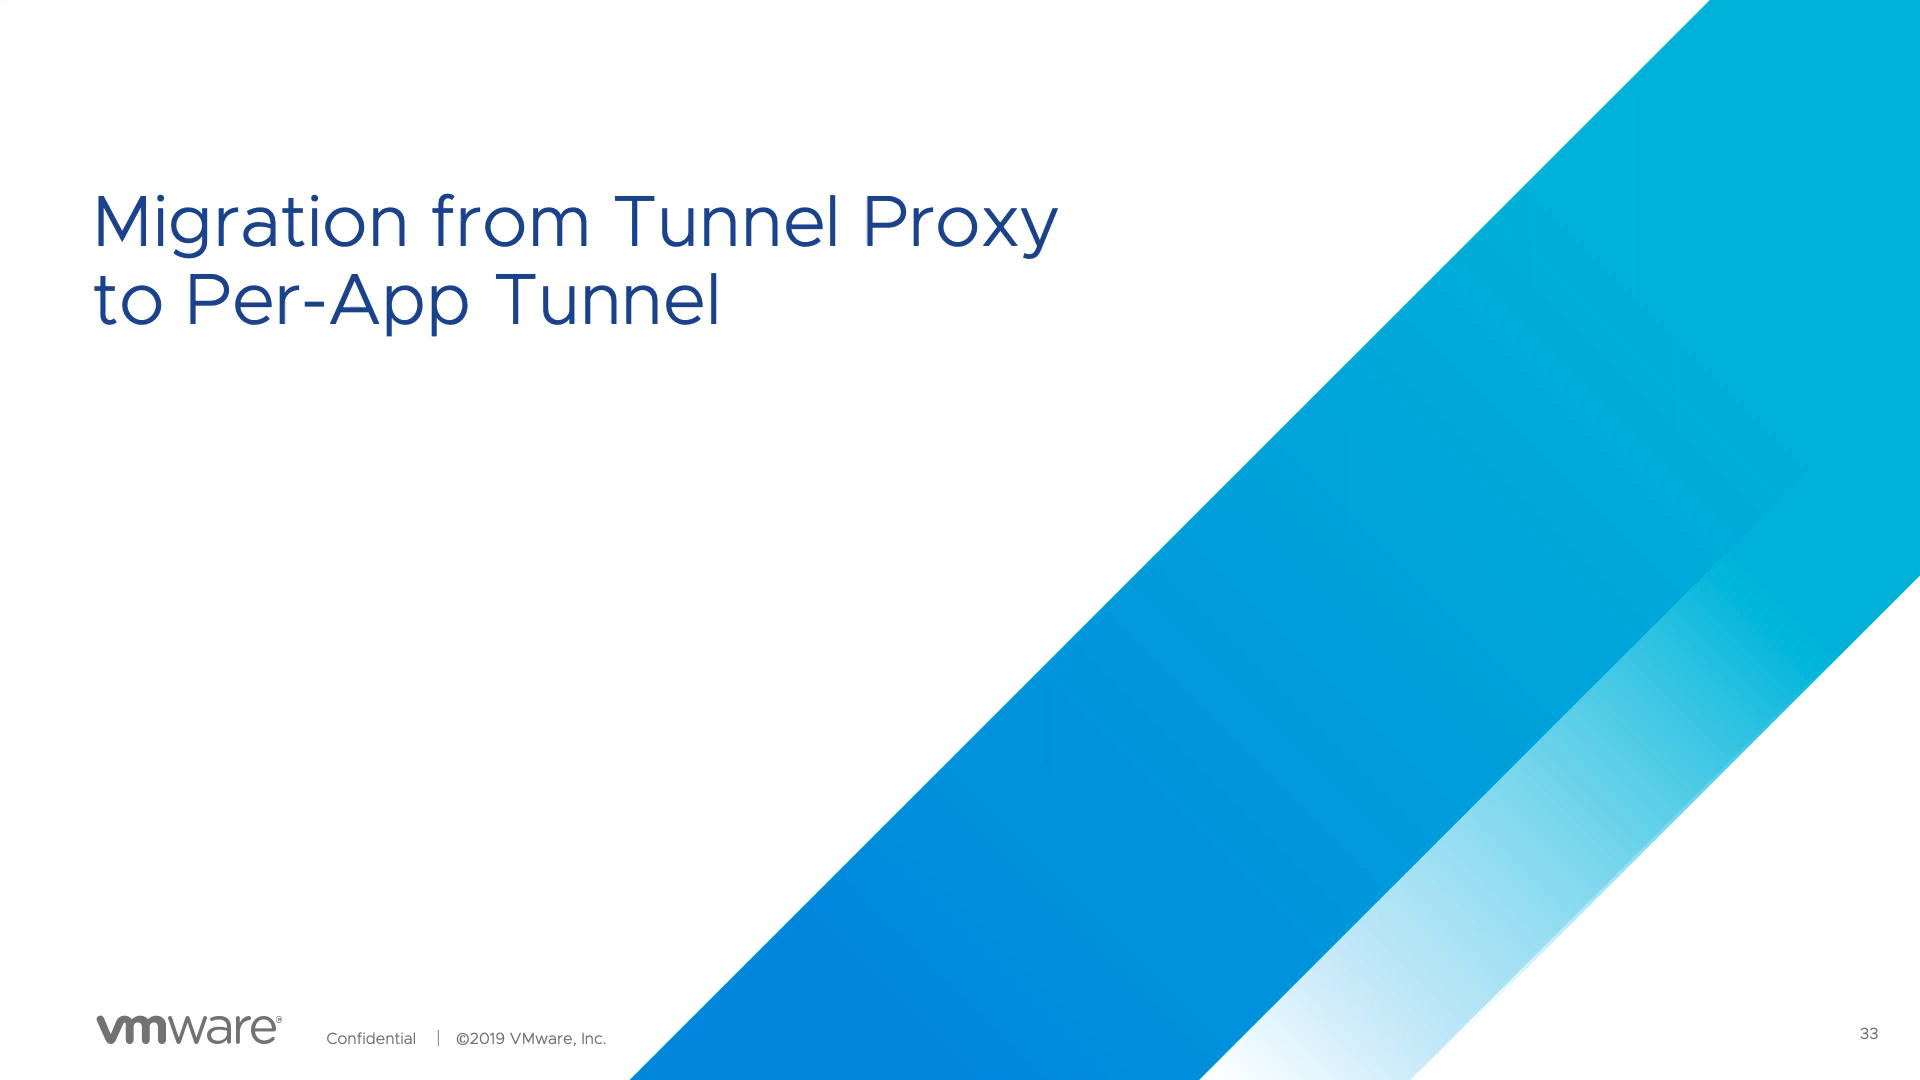 Migration from Tunnel Proxy
to Per-App Tunnel
vmware®
Confidential | ©2019 VMware, Inc.
33